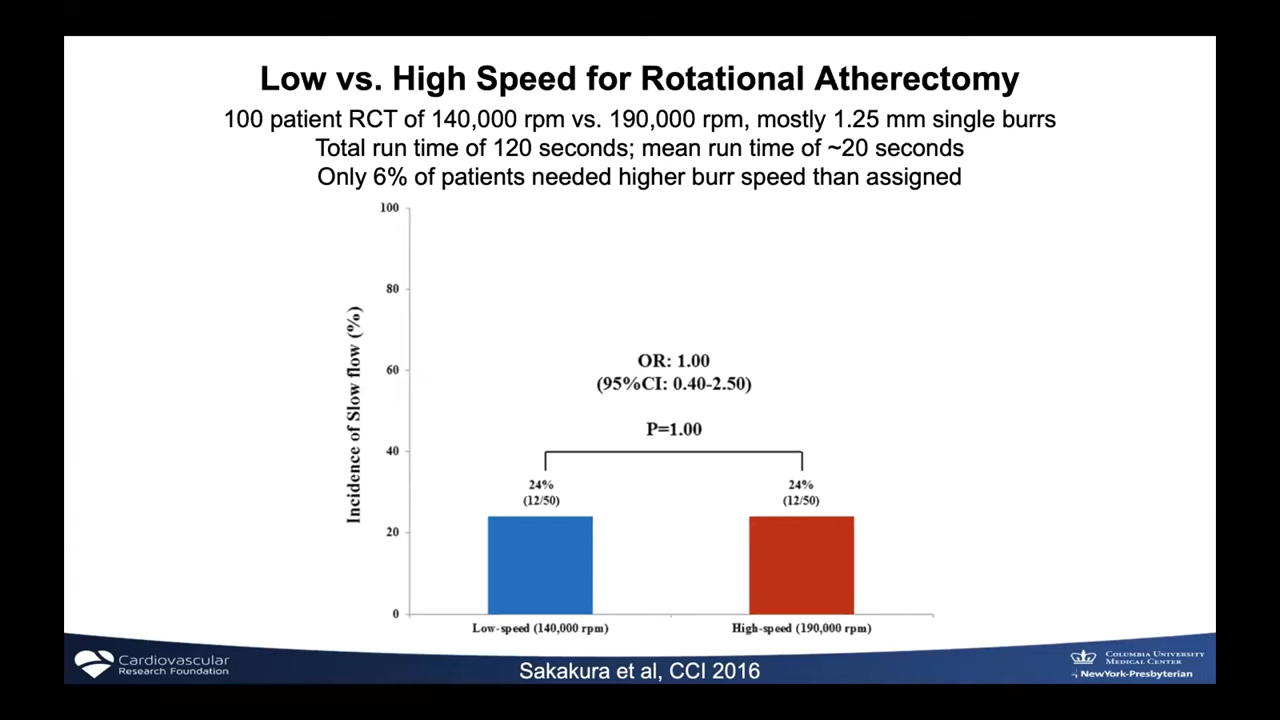 Low vs. High Speed for Rotational Atherectomy
100 patient RCT of 140,000 rpm vs. 190,000 rpm, mostly 1.25 mm single burrs
Total run time of 120 seconds; mean run time of ~20 seconds
Only 6% of patients needed higher burr speed than assigned
100
80
60
40
20
0
Incidence of Slow flow (%)
OR: 1.00
(95%CI: 0.40-2.50)
P=1.00
24%
(12/50)
24%
(12/50)
Low-speed (140,000 rpm)
High-speed (190,000 rpm)
Cardiovascular
Research Foundation
Sakakura et al, CCI 2016
COLUMBIA UNIVERSITY
MEDICAL CENTER
NewYork-Presbyterian